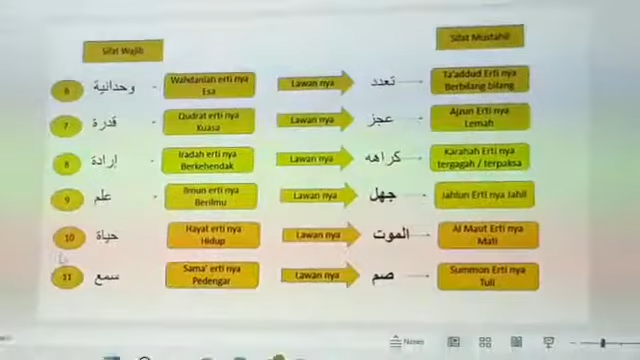 Sifat Wajib
Sifat Mustahil
6 وحدانية - Wahdaniah erti nya Esa Lawan nya تعدد Ta'addud Erti nya Berbilang bilang
7 قدرة - Qudrat erti nya Kuasa Lawan nya عجز Ajzun Erti nya Lemah
8 إرادة - Iradah erti nya Berkehendak Lawan nya كراهه Karahah Erti nya tergagah / terpaksa
9 علم - Ilmun erti nya Berilmu Lawan nya جهل Jahlun Erti nya Jahil
10 حياة Hayat erti nya Hidup Lawan nya الموت Al Maut Erti nya Mati
11 سمع Sama' erti nya Pedengar Lawan nya صم Summon Erti nya Tuli
Notes